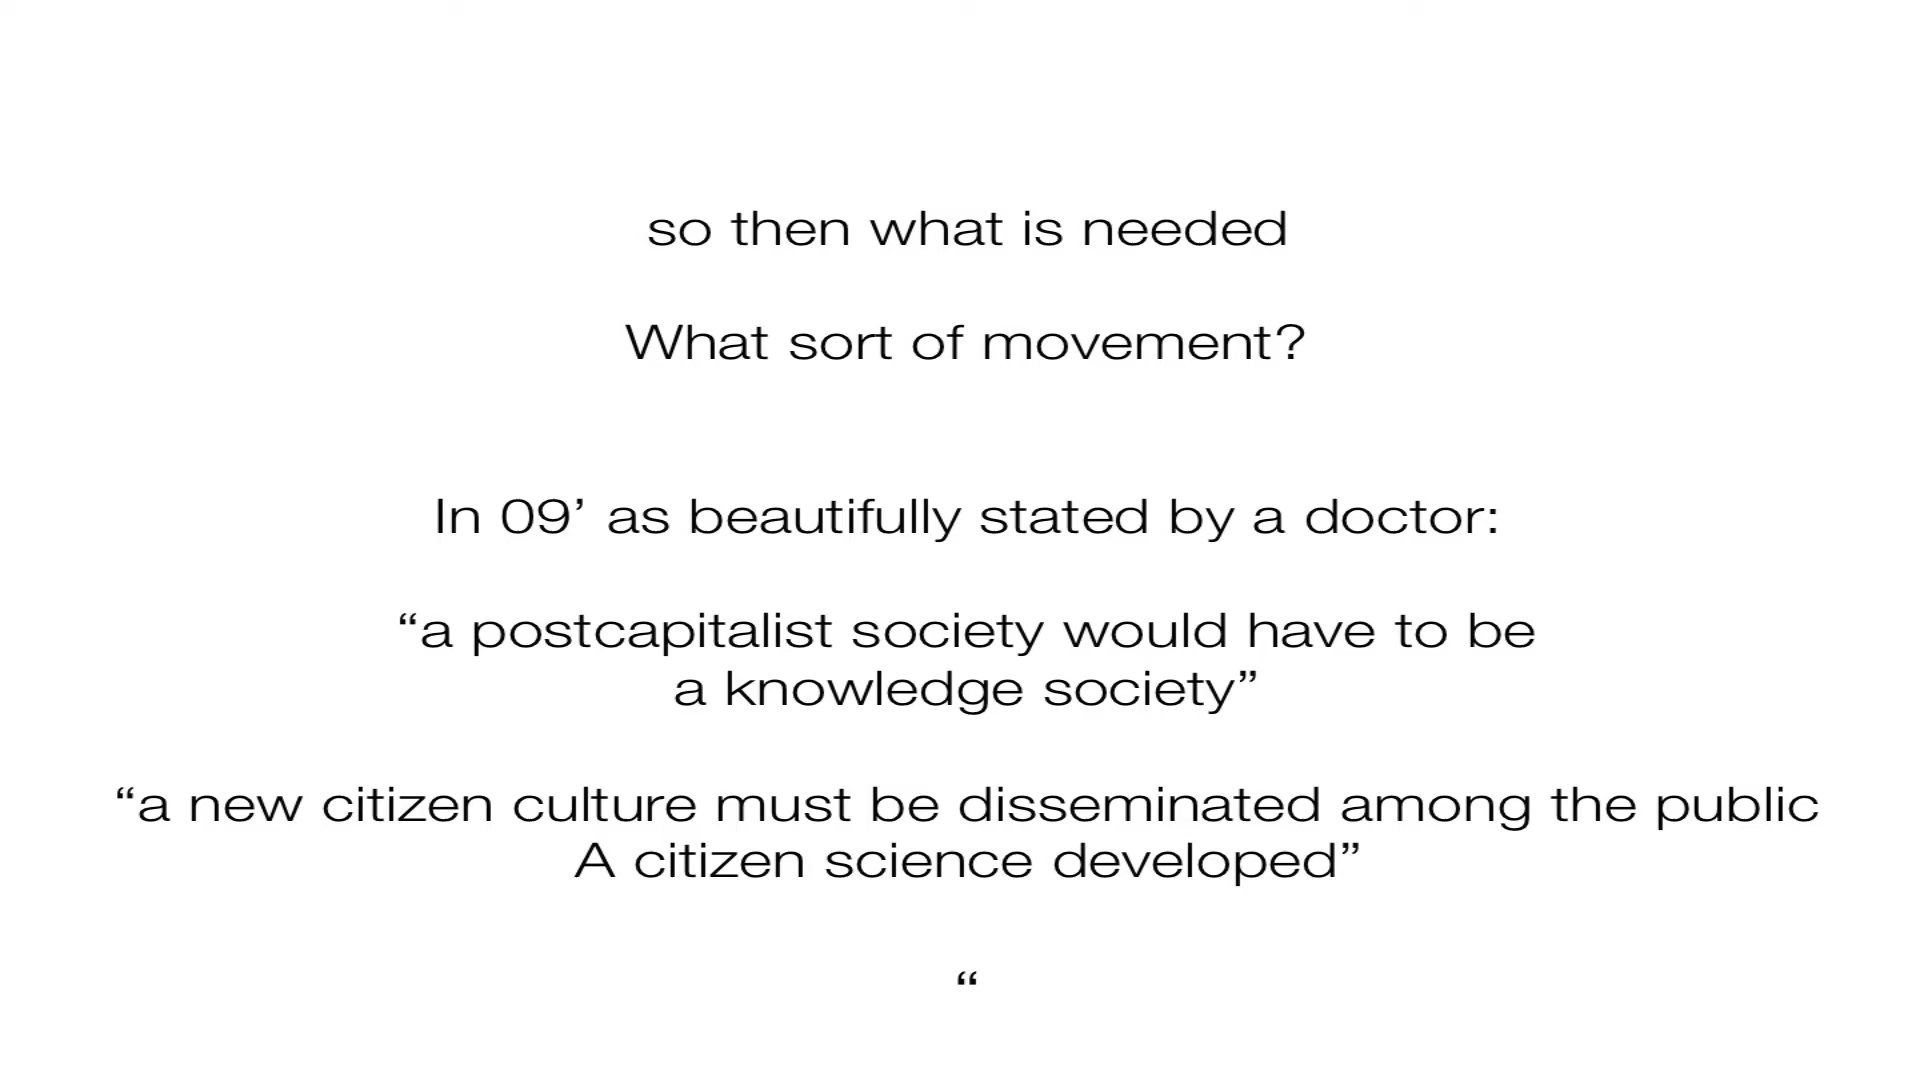 so then what is needed
What sort of movement?
In 09’ as beautifully stated by a doctor:
“a postcapitalist society would have to be
a knowledge society”
“a new citizen culture must be disseminated among the public
A citizen science developed”
“